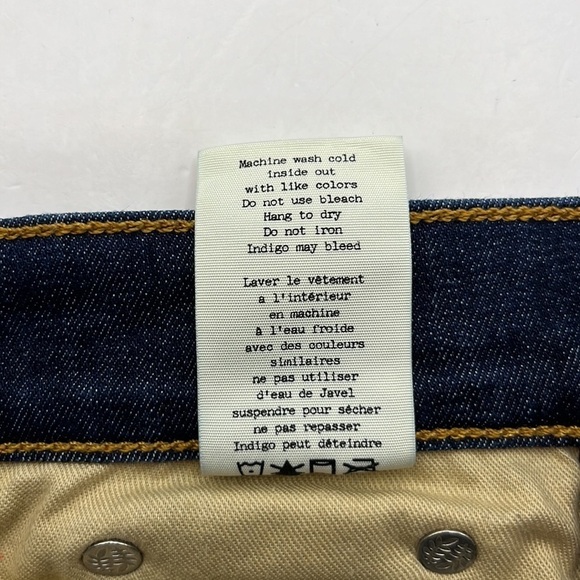 Machine wash cold
inside out
with like colors
Do not use bleach
Hang to dry
Do not iron
Indigo may bleed
Laver le vêtement
a l'intérieur
en machine
à l'eau froide
avec des couleurs
similaires
ne pas utiliser
d'eau de Javel
suspendre pour sécher
ne pas repasser
Indigo peut déteindre